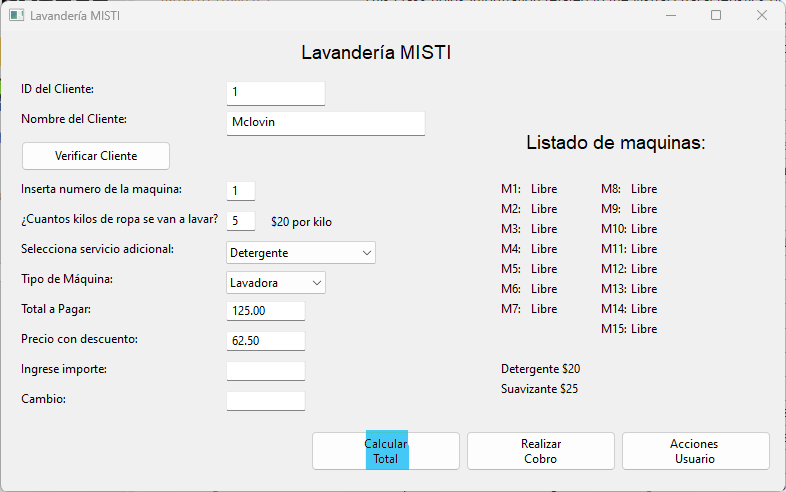 Lavandería MISTI
Lavandería MISTI
ID del Cliente: 1
Nombre del Cliente: Mclovin
Verificar Cliente
Inserta numero de la maquina: 1
¿Cuantos kilos de ropa se van a lavar? 5 $20 por kilo
Selecciona servicio adicional: Detergente
Tipo de Máquina: Lavadora
Total a Pagar: 125.00
Precio con descuento: 62.50
Ingrese importe:
Cambio:
Listado de maquinas:
M1: Libre M8: Libre
M2: Libre M9: Libre
M3: Libre M10: Libre
M4: Libre M11: Libre
M5: Libre M12: Libre
M6: Libre M13: Libre
M7: Libre M14: Libre
M15: Libre
Detergente $20
Suavizante $25
Calcular
Total
Realizar
Cobro
Acciones
Usuario